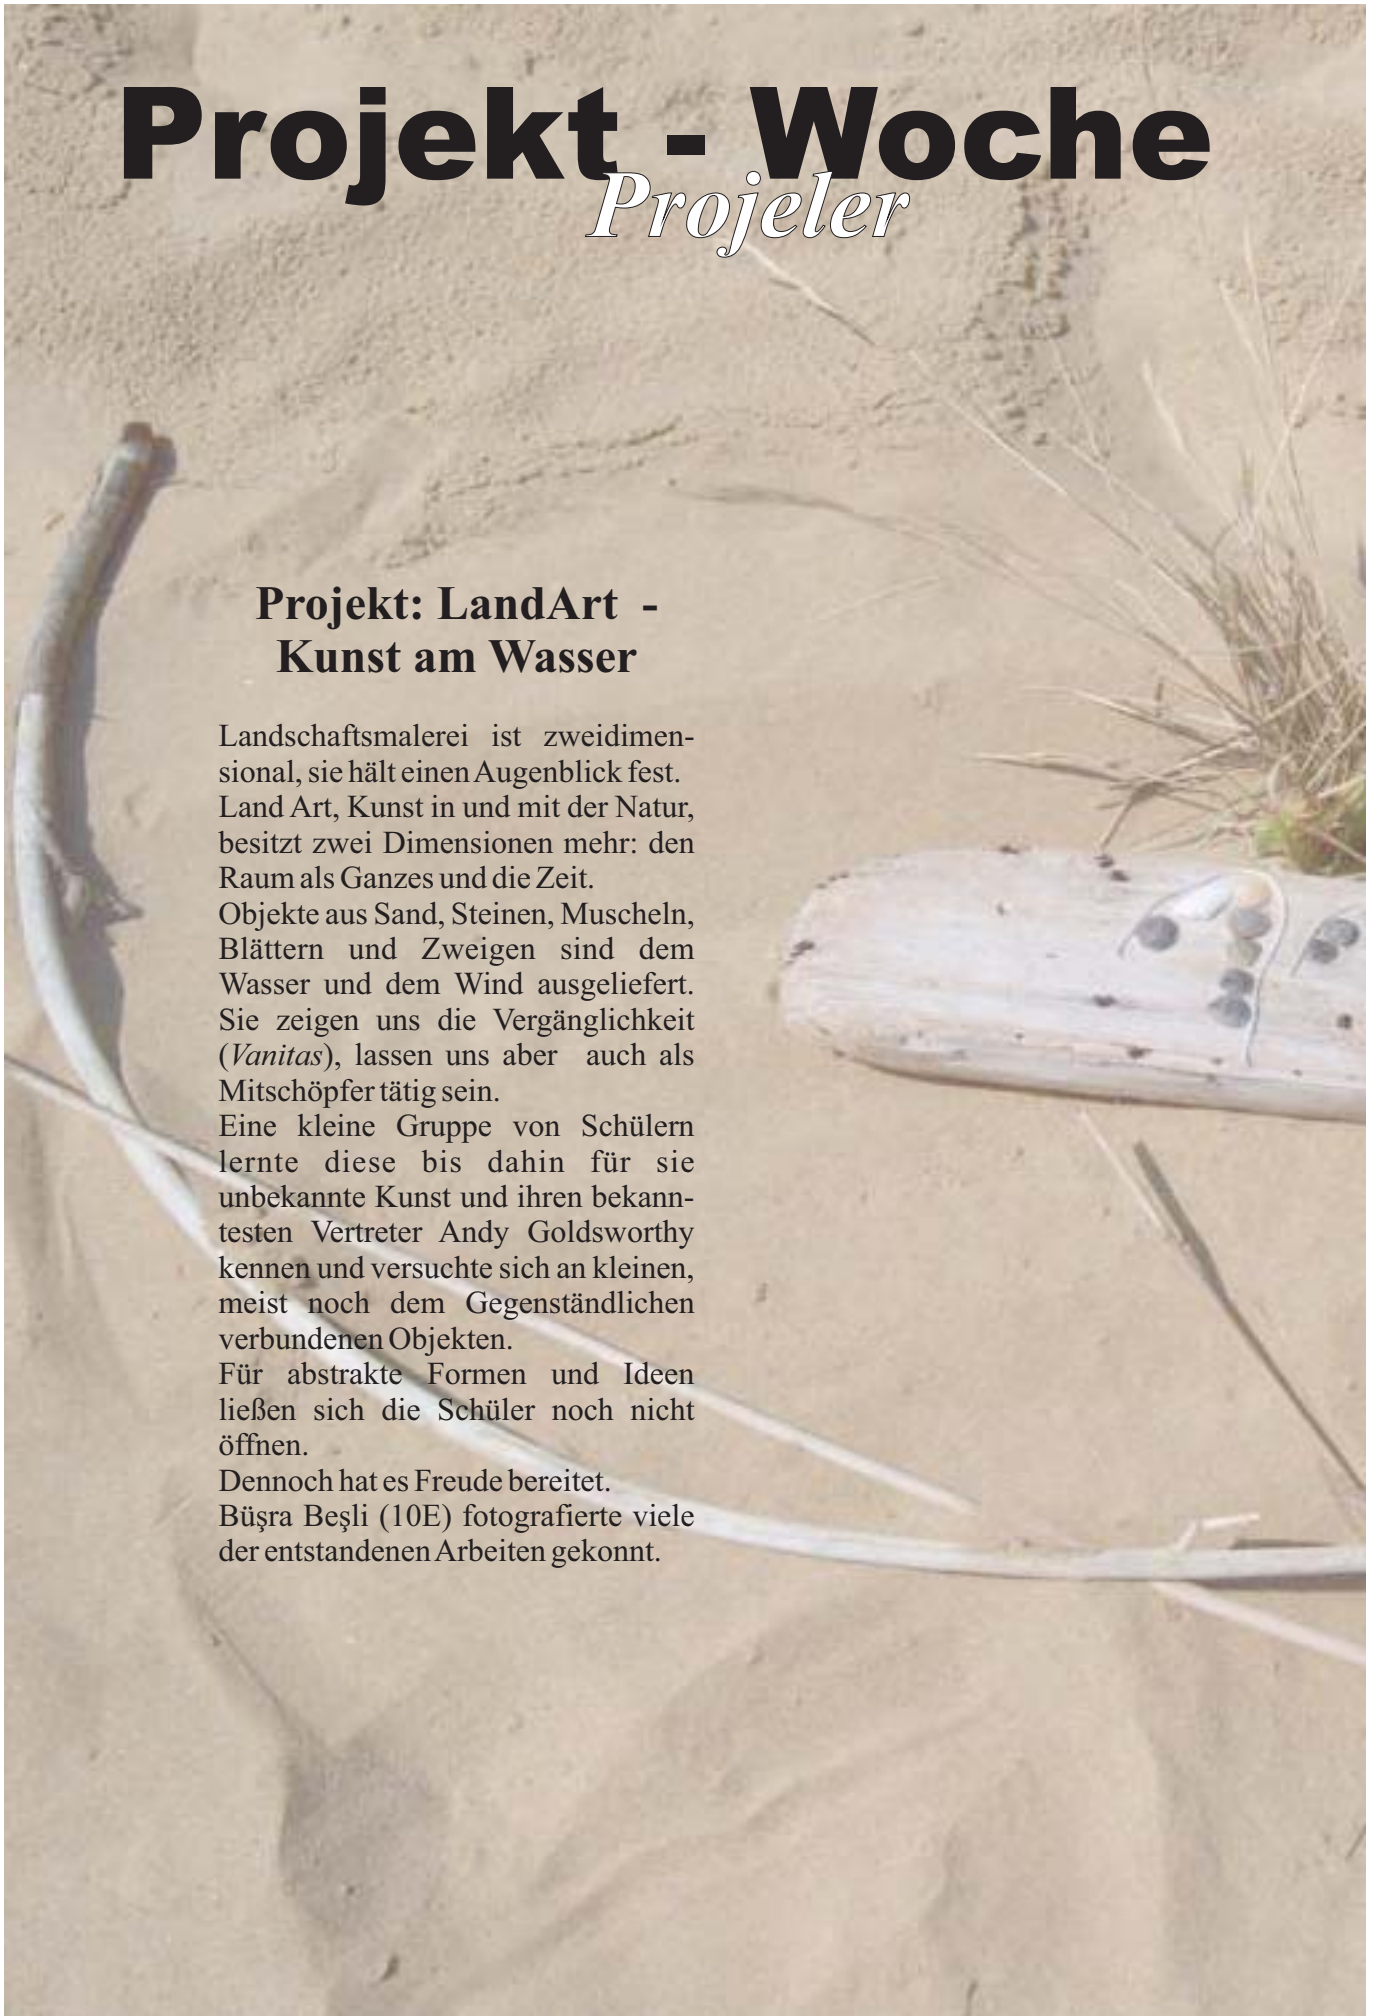 Projekt - Woche
Projeler
Projekt: LandArt -
Kunst am Wasser
Landschaftsmalerei ist zweidimen-
sional, sie hält einen Augenblick fest.
Land Art, Kunst in und mit der Natur,
besitzt zwei Dimensionen mehr: den
Raum als Ganzes und die Zeit.
Objekte aus Sand, Steinen, Muscheln,
Blättern und Zweigen sind dem
Wasser und dem Wind ausgeliefert.
Sie zeigen uns die Vergänglichkeit
(Vanitas), lassen uns aber auch als
Mitschöpfer tätig sein.
Eine kleine Gruppe von Schülern
lernte diese bis dahin für sie
unbekannte Kunst und ihren bekann-
testen Vertreter Andy Goldsworthy
kennen und versuchte sich an kleinen,
meist noch dem Gegenständlichen
verbundenen Objekten.
Für abstrakte Formen und Ideen
ließen sich die Schüler noch nicht
öffnen.
Dennoch hat es Freude bereitet.
Büşra Beşli (10E) fotografierte viele
der entstandenen Arbeiten gekonnt.